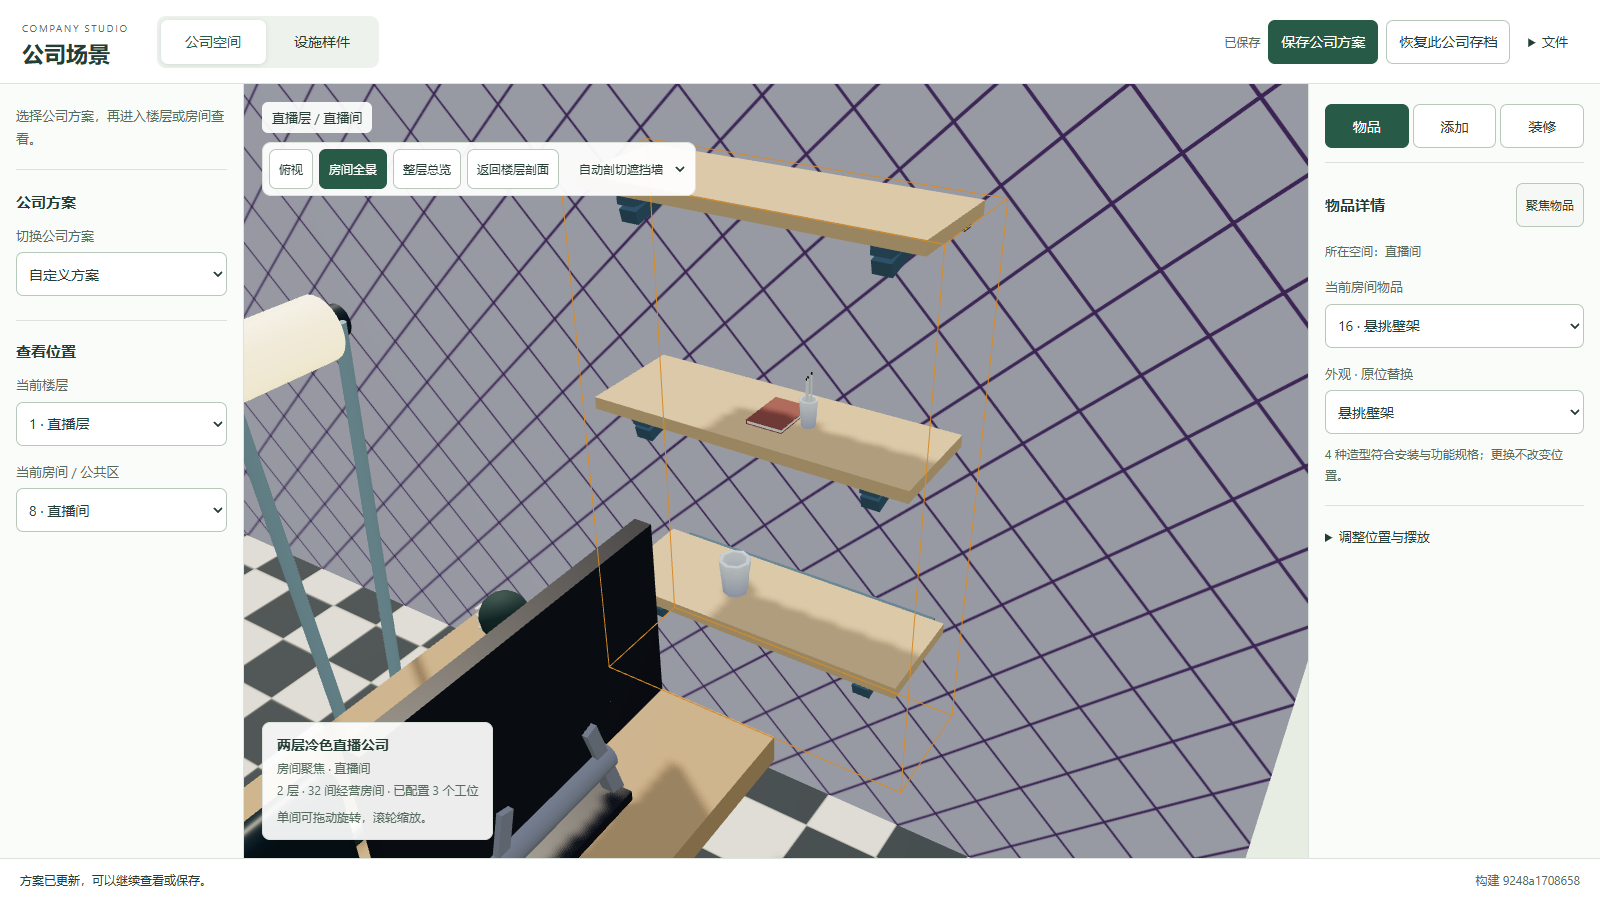 COMPANY STUDIO
公司场景
公司空间
设施样件
已保存
保存公司方案
恢复此公司存档
▶ 文件
选择公司方案，再进入楼层或房间查
看。
公司方案
切换公司方案
自定义方案
查看位置
当前楼层
1 · 直播层
当前房间 / 公共区
8 · 直播间
直播层 / 直播间
俯视
房间全景
整层总览
返回楼层剖面
自动剖切遮挡墙
两层冷色直播公司
房间聚焦 · 直播间
2 层 · 32 间经营房间 · 已配置 3 个工位
单间可拖动旋转，滚轮缩放。
物品
添加
装修
物品详情
聚焦物品
所在空间：直播间
当前房间物品
16 · 悬挑壁架
外观 · 原位替换
悬挑壁架
4 种造型符合安装与功能规格；更换不改变位
置。
▶ 调整位置与摆放
方案已更新，可以继续查看或保存。
构建 9248a1708658